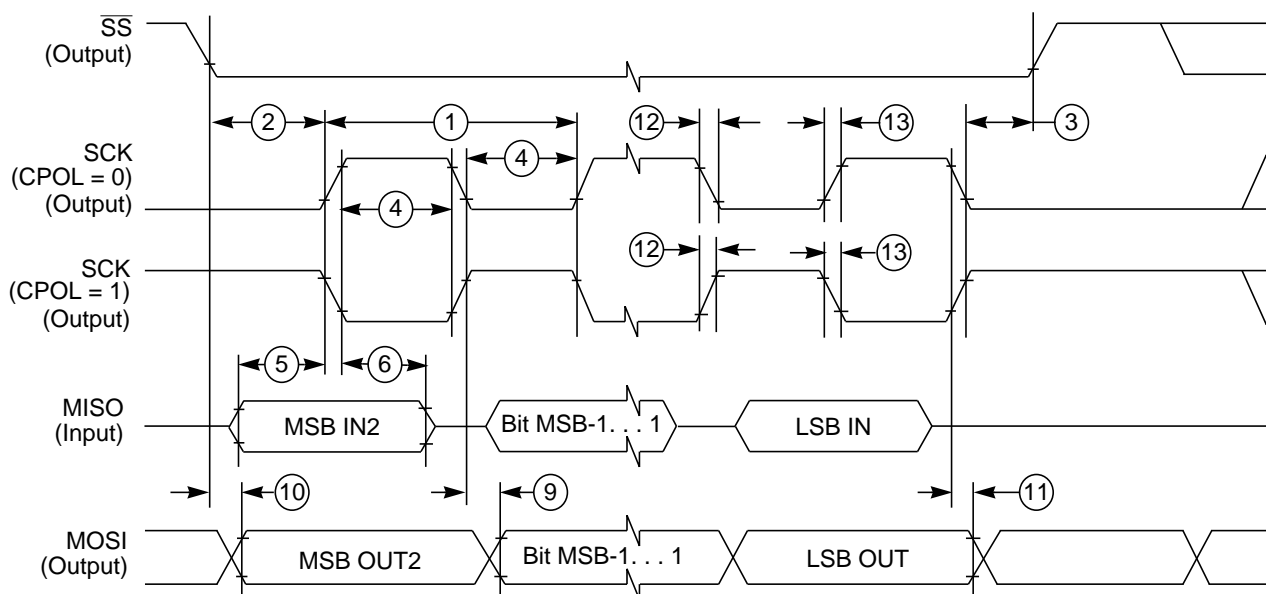 SS
(Output)
2
1
12
13
3
SCK
(CPOL = 0)
(Output)
4
4
SCK
(CPOL = 1)
(Output)
12
13
5
6
MISO
(Input)
MSB IN2
Bit MSB-1. . . 1
LSB IN
10
9
11
MOSI
(Output)
MSB OUT2
Bit MSB-1. . . 1
LSB OUT